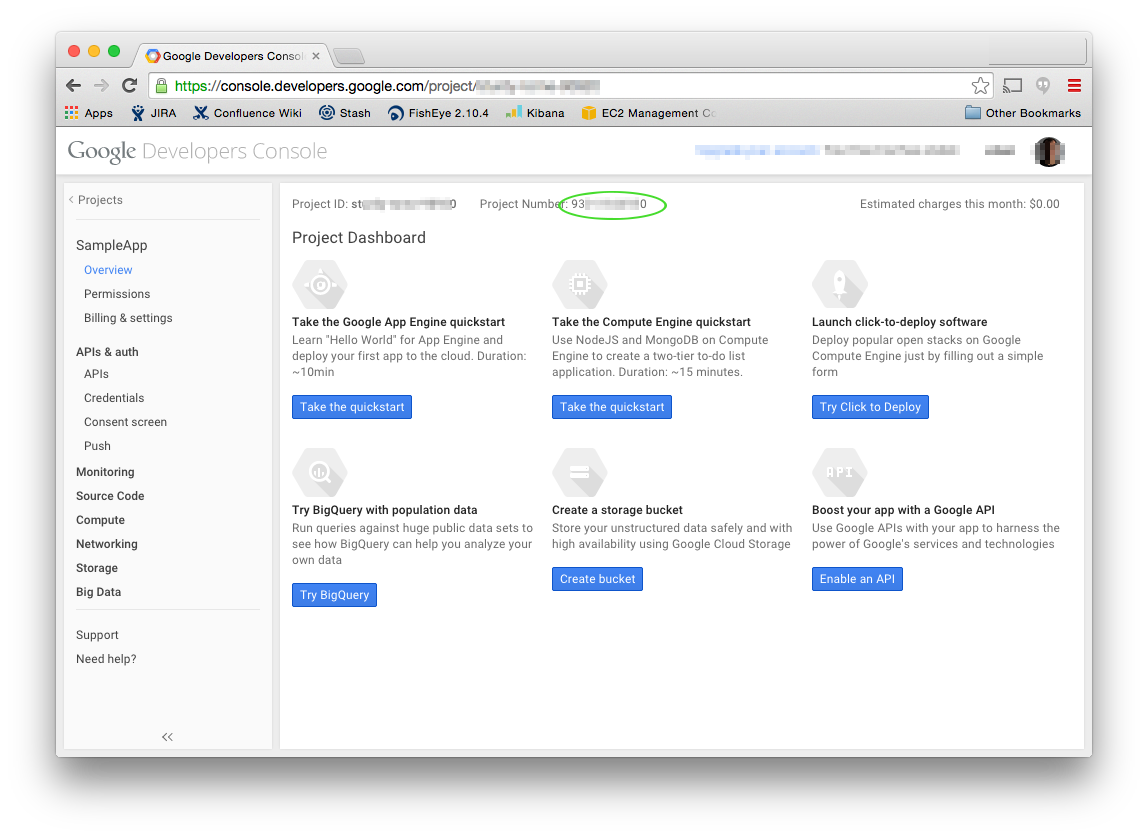 Google Developers Conso
https://console.developers.google.com/project/
Apps JIRA Confluence Wiki Stash FishEye 2.10.4 Kibana EC2 Management Co Other Bookmarks
Google Developers Console
Projects
SampleApp
Overview
Permissions
Billing & settings
APIs & auth
APIs
Credentials
Consent screen
Push
Monitoring
Source Code
Compute
Networking
Storage
Big Data
Support
Need help?
Project ID: Project Number: Estimated charges this month: $0.00
Project Dashboard
Take the Google App Engine quickstart
Learn "Hello World" for App Engine and
deploy your first app to the cloud. Duration:
~10min
Take the quickstart
Take the Compute Engine quickstart
Use NodeJS and MongoDB on Compute
Engine to create a two-tier to-do list
application. Duration: ~15 minutes.
Take the quickstart
Launch click-to-deploy software
Deploy popular open stacks on Google
Compute Engine just by filling out a simple
form
Try Click to Deploy
Try BigQuery with population data
Run queries against huge public data sets to
see how BigQuery can help you analyze your
own data
Try BigQuery
Create a storage bucket
Store your unstructured data safely and with
high availability using Google Cloud Storage
Create bucket
API
Boost your app with a Google API
Use Google APIs with your app to harness the
power of Google's services and technologies
Enable an API